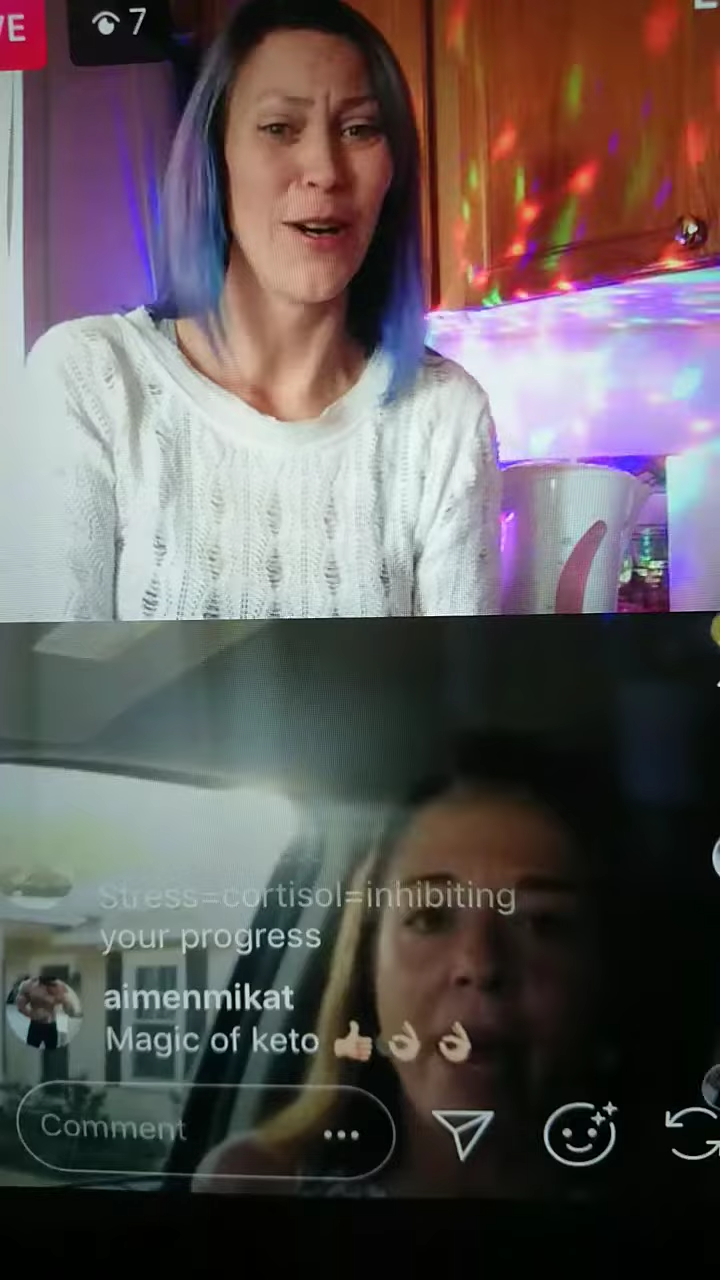 VE
7
Stress=cortisol=inhibiting
your progress
aimenmikat
Magic of keto 👍🏼👌🏼👌🏼
Comment